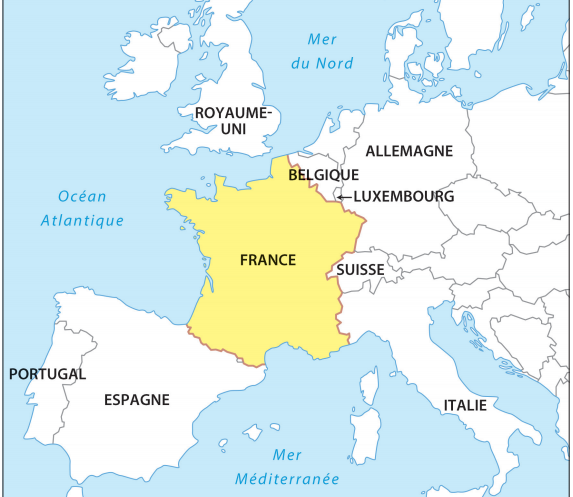 Mer
du Nord
ROYAUME-
UNI
ALLEMAGNE
BELGIQUE
LUXEMBOURG
Océan
Atlantique
FRANCE
SUISSE
PORTUGAL
ESPAGNE
ITALIE
Mer
Méditerranée